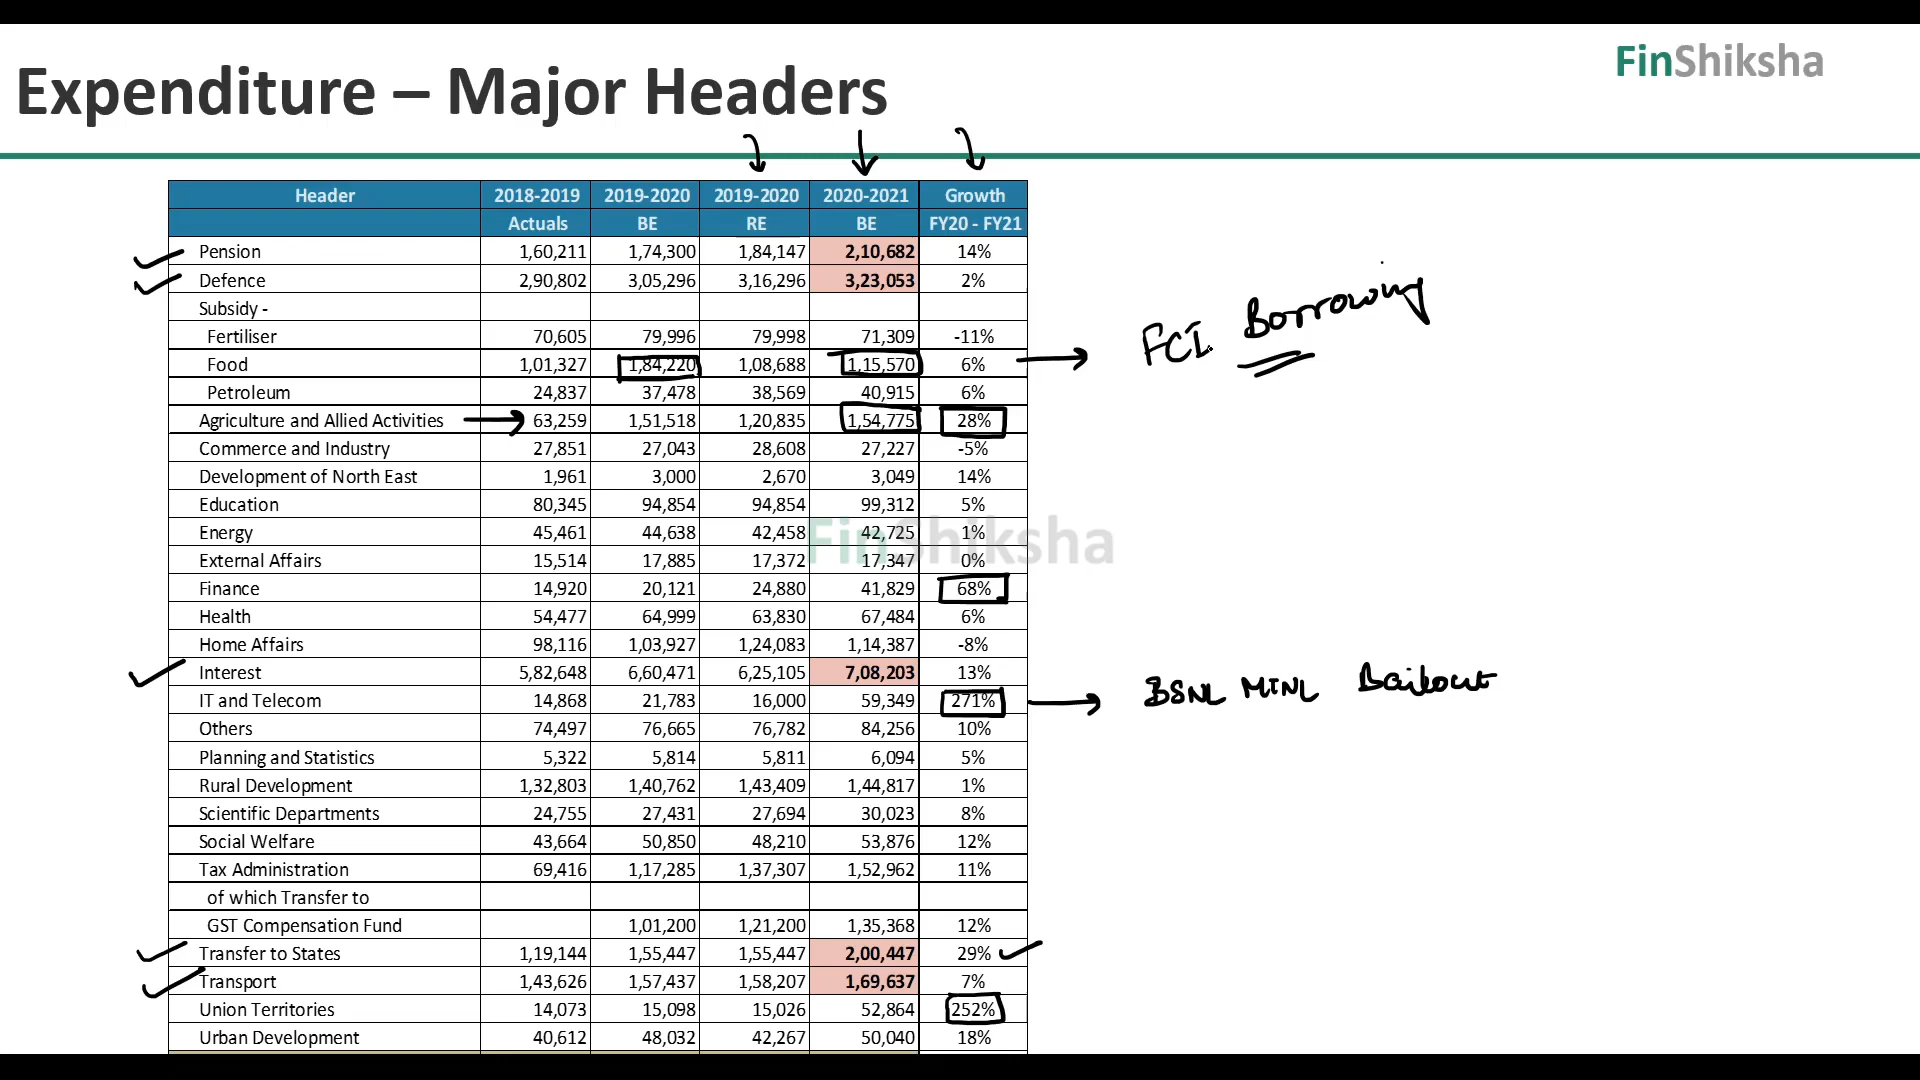 FinShiksha
Expenditure – Major Headers
Header 2018-2019 2019-2020 2019-2020 2020-2021 Growth
Actuals BE RE BE FY20 - FY21
Pension 1,60,211 1,74,300 1,84,147 2,10,682 14%
Defence 2,90,802 3,05,296 3,16,296 3,23,053 2%
Subsidy -
Fertiliser 70,605 79,996 79,998 71,309 -11%
Food 1,01,327 1,84,220 1,08,688 1,15,570 6% FCI Borrowing
Petroleum 24,837 37,478 38,569 40,915 6%
Agriculture and Allied Activities 63,259 1,51,518 1,20,835 1,54,775 28%
Commerce and Industry 27,851 27,043 28,608 27,227 -5%
Development of North East 1,961 3,000 2,670 3,049 14%
Education 80,345 94,854 94,854 99,312 5%
Energy 45,461 44,638 42,458 42,725 1%
FinShiksha
External Affairs 15,514 17,885 17,372 17,347 0%
Finance 14,920 20,121 24,880 41,829 68%
Health 54,477 64,999 63,830 67,484 6%
Home Affairs 98,116 1,03,927 1,24,083 1,14,387 -8%
Interest 5,82,648 6,60,471 6,25,105 7,08,203 13%
IT and Telecom 14,868 21,783 16,000 59,349 271% BSNL MTNL Bailout
Others 74,497 76,665 76,782 84,256 10%
Planning and Statistics 5,322 5,814 5,811 6,094 5%
Rural Development 1,32,803 1,40,762 1,43,409 1,44,817 1%
Scientific Departments 24,755 27,431 27,694 30,023 8%
Social Welfare 43,664 50,850 48,210 53,876 12%
Tax Administration 69,416 1,17,285 1,37,307 1,52,962 11%
of which Transfer to
GST Compensation Fund 1,01,200 1,21,200 1,35,368 12%
Transfer to States 1,19,144 1,55,447 1,55,447 2,00,447 29%
Transport 1,43,626 1,57,437 1,58,207 1,69,637 7%
Union Territories 14,073 15,098 15,026 52,864 252%
Urban Development 40,612 48,032 42,267 50,040 18%